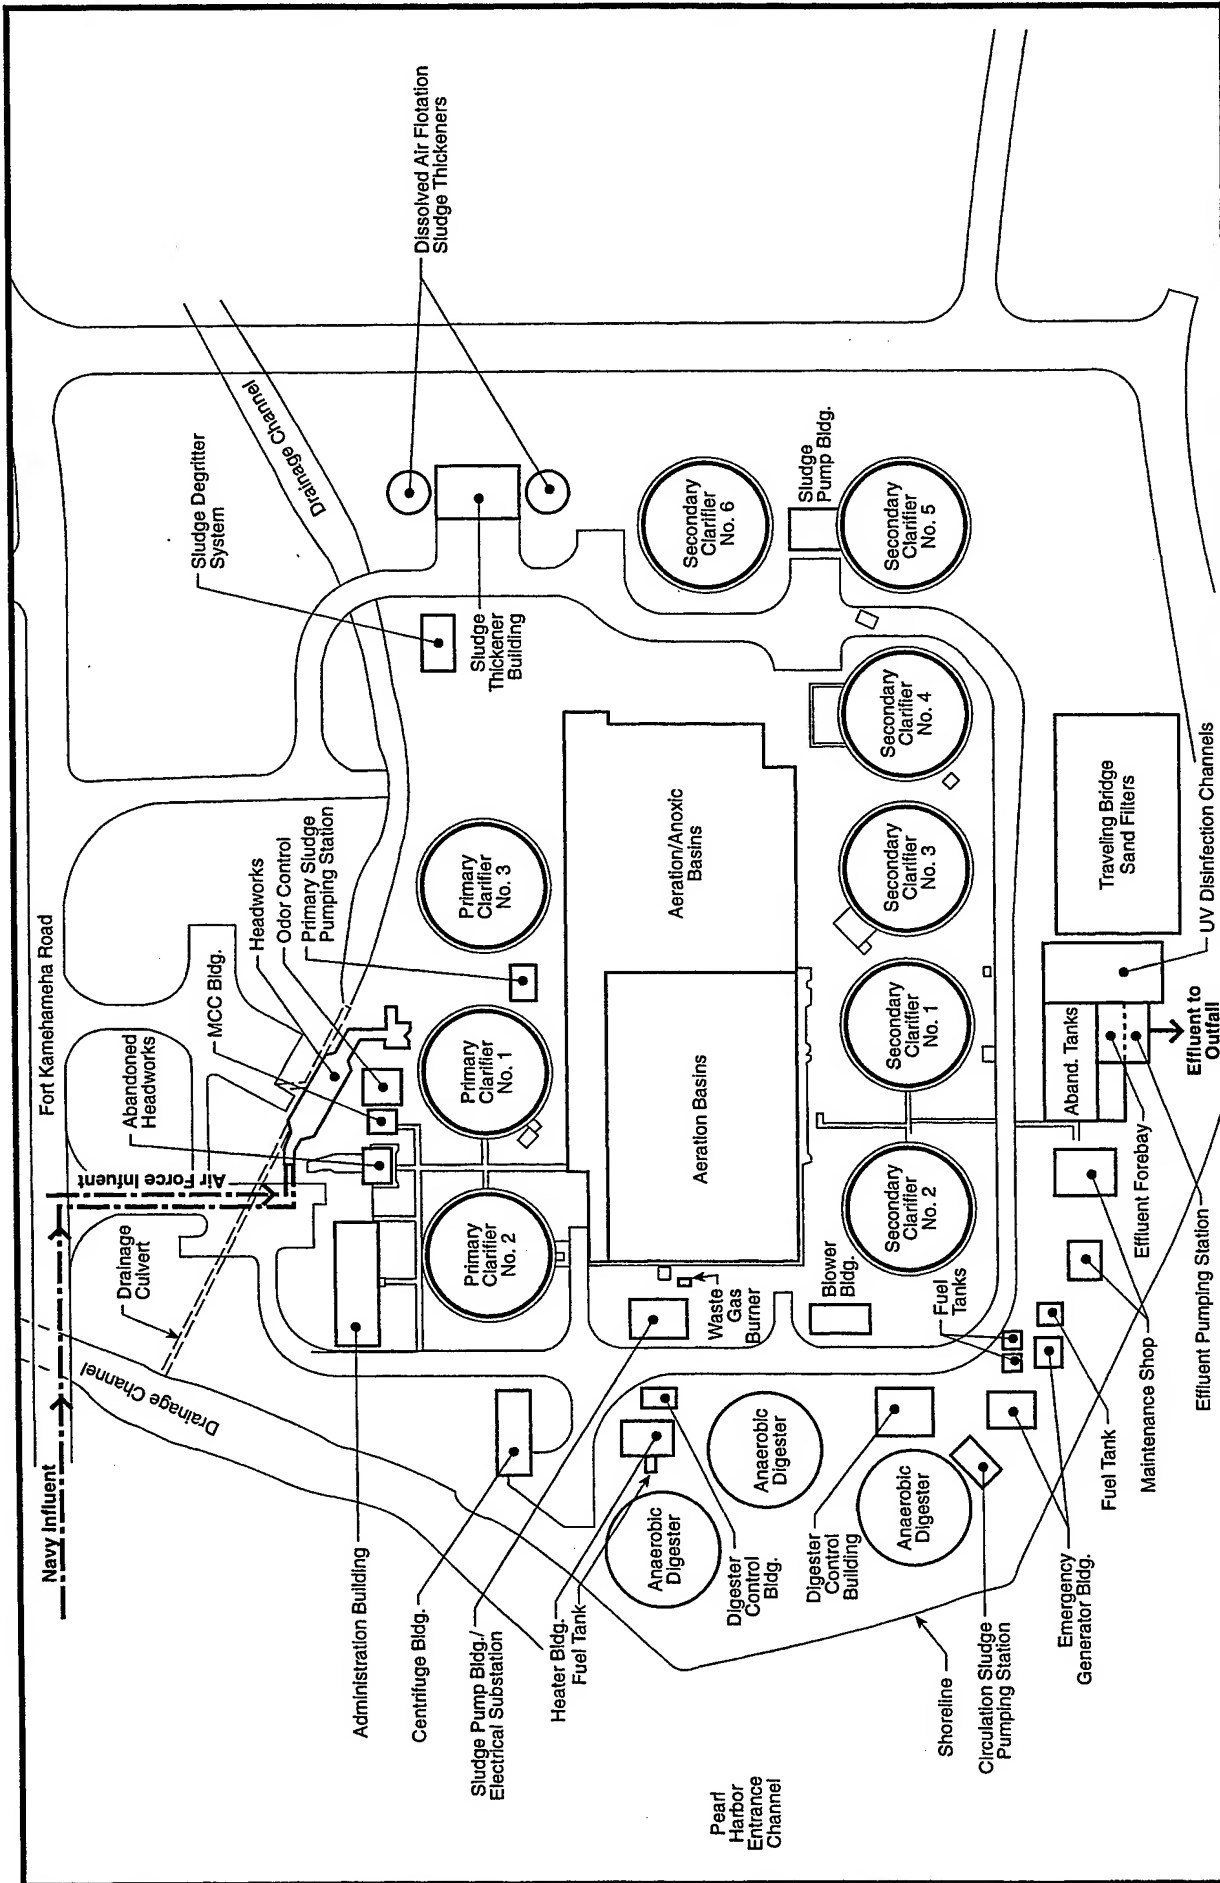 Fort Kamehameha Road
Navy Influent
Air Force Infuent
Drainage
Culvert
Drainage Channel
Drainage Channel
Abandoned
Headworks
MCC Bldg.
Headworks
Odor Control
Primary Sludge
Pumping Station
Sludge Degritter
System
Dissolved Air Flotation
Sludge Thickeners
Sludge
Thickener
Building
Administration Building
Centrifuge Bldg.
Sludge Pump Bldg./
Electrical Substation
Heater Bldg.
Fuel Tank
Primary
Clarifier
No. 2
Primary
Clarifier
No. 1
Primary
Clarifier
No. 3
Aeration Basins
Aeration/Anoxic
Basins
Waste
Gas
Burner
Blower
Bldg.
Fuel
Tanks
Anaerobic
Digester
Anaerobic
Digester
Anaerobic
Digester
Digester
Control
Bldg.
Digester
Control
Building
Secondary
Clarifier
No. 2
Secondary
Clarifier
No. 1
Secondary
Clarifier
No. 3
Secondary
Clarifier
No. 4
Secondary
Clarifier
No. 5
Secondary
Clarifier
No. 6
Sludge
Pump Bldg.
Pearl
Harbor
Entrance
Channel
Shoreline
Circulation Sludge
Pumping Station
Emergency
Generator Bldg.
Fuel Tank
Maintenance Shop
Effluent Pumping Station
Effluent Forebay
Aband. Tanks
Effluent to
Outfall
UV Disinfection Channels
Traveling Bridge
Sand Filters